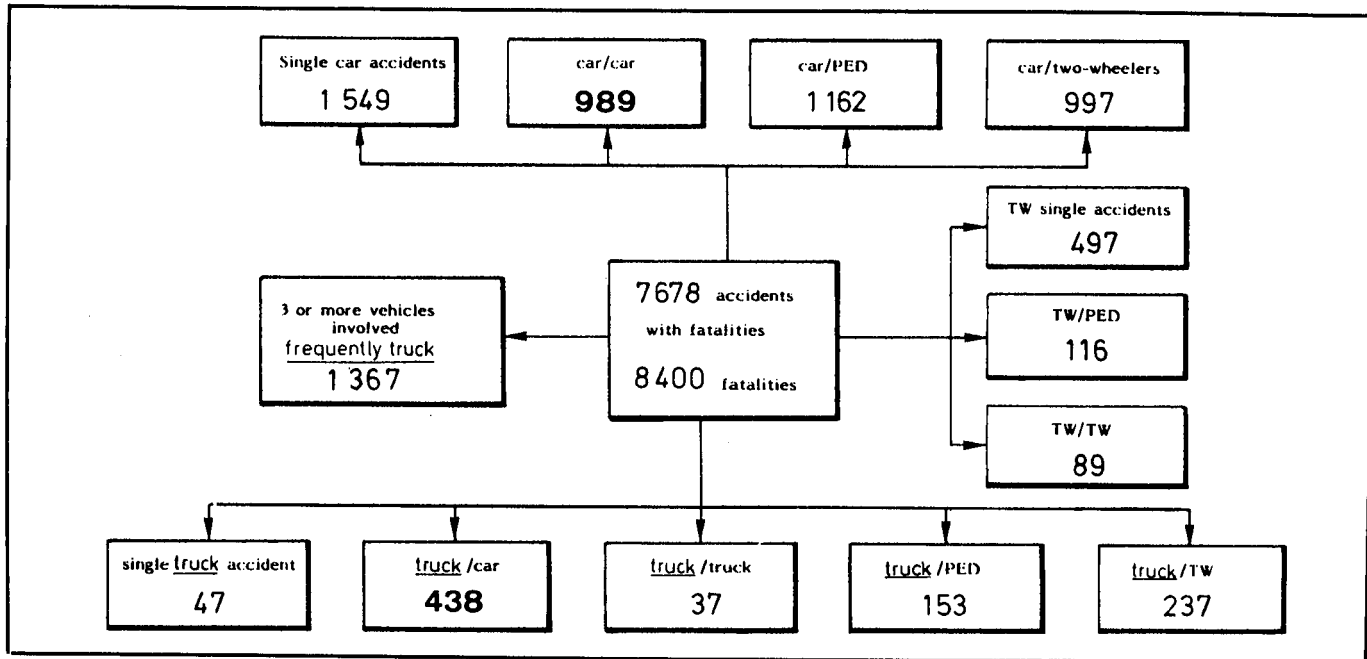 Single car accidents
1 549
car/car
989
car/PED
1 162
car/two-wheelers
997
TW single accidents
497
3 or more vehicles
involved
frequently truck
1 367
7678 accidents
with fatalities
8400 fatalities
TW/PED
116
TW/TW
89
single truck accident
47
truck/car
438
truck/truck
37
truck/PED
153
truck/TW
237